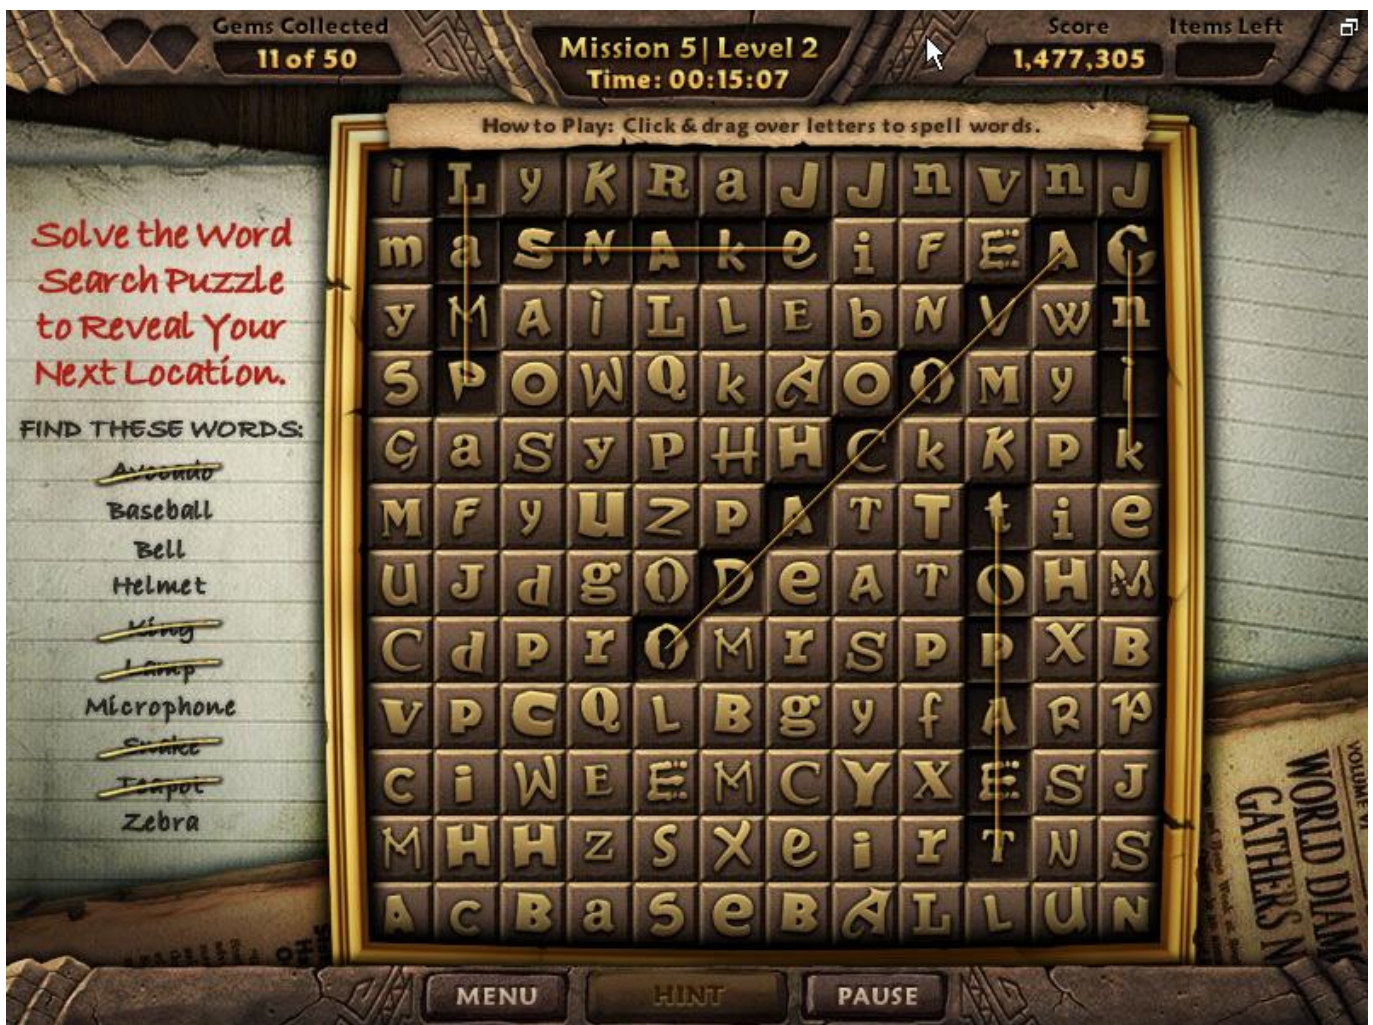 Gems Collected
11 of 50
Mission 5| Level 2
Time: 00:15:07
Score
1,477,305
Items Left
How to Play: Click & drag over letters to spell words.
Solve the Word
Search Puzzle
to Reveal Your
Next Location.
FIND THESE WORDS:
Avocado
Baseball
Bell
Helmet
King
Lamp
Microphone
Snake
Teapot
Zebra
i L y K R a J J n v n J
m a S N A k e i F E A G
y M A i L L E b N V w n
S P O W Q k A O O M y i
G a S y P H H C k K P k
M F y U Z P A T T t i e
U J d g O D e A T O H M
C d P r O M r S P P X B
v P C Q L B g y f A R P
c i W E E M C Y X E S J
M H H Z S X e i r T N S
A c B a S e B A L L U N
VOLUME VI
WORLD DIAM
GATHERS N
MENU
HINT
PAUSE